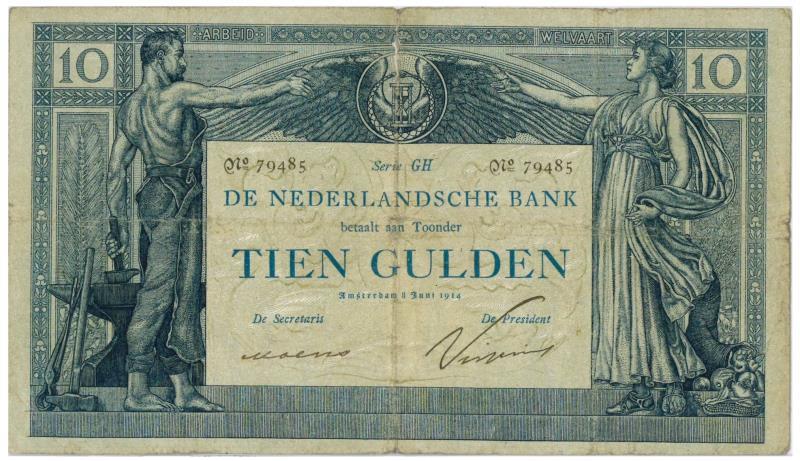 ARBEID WELVAART
10 10
No 79485 Serie GH No 79485
DE NEDERLANDSCHE BANK
betaalt aan Toonder
TIEN GULDEN
Amsterdam 8 Juni 1914
De Secretaris De President